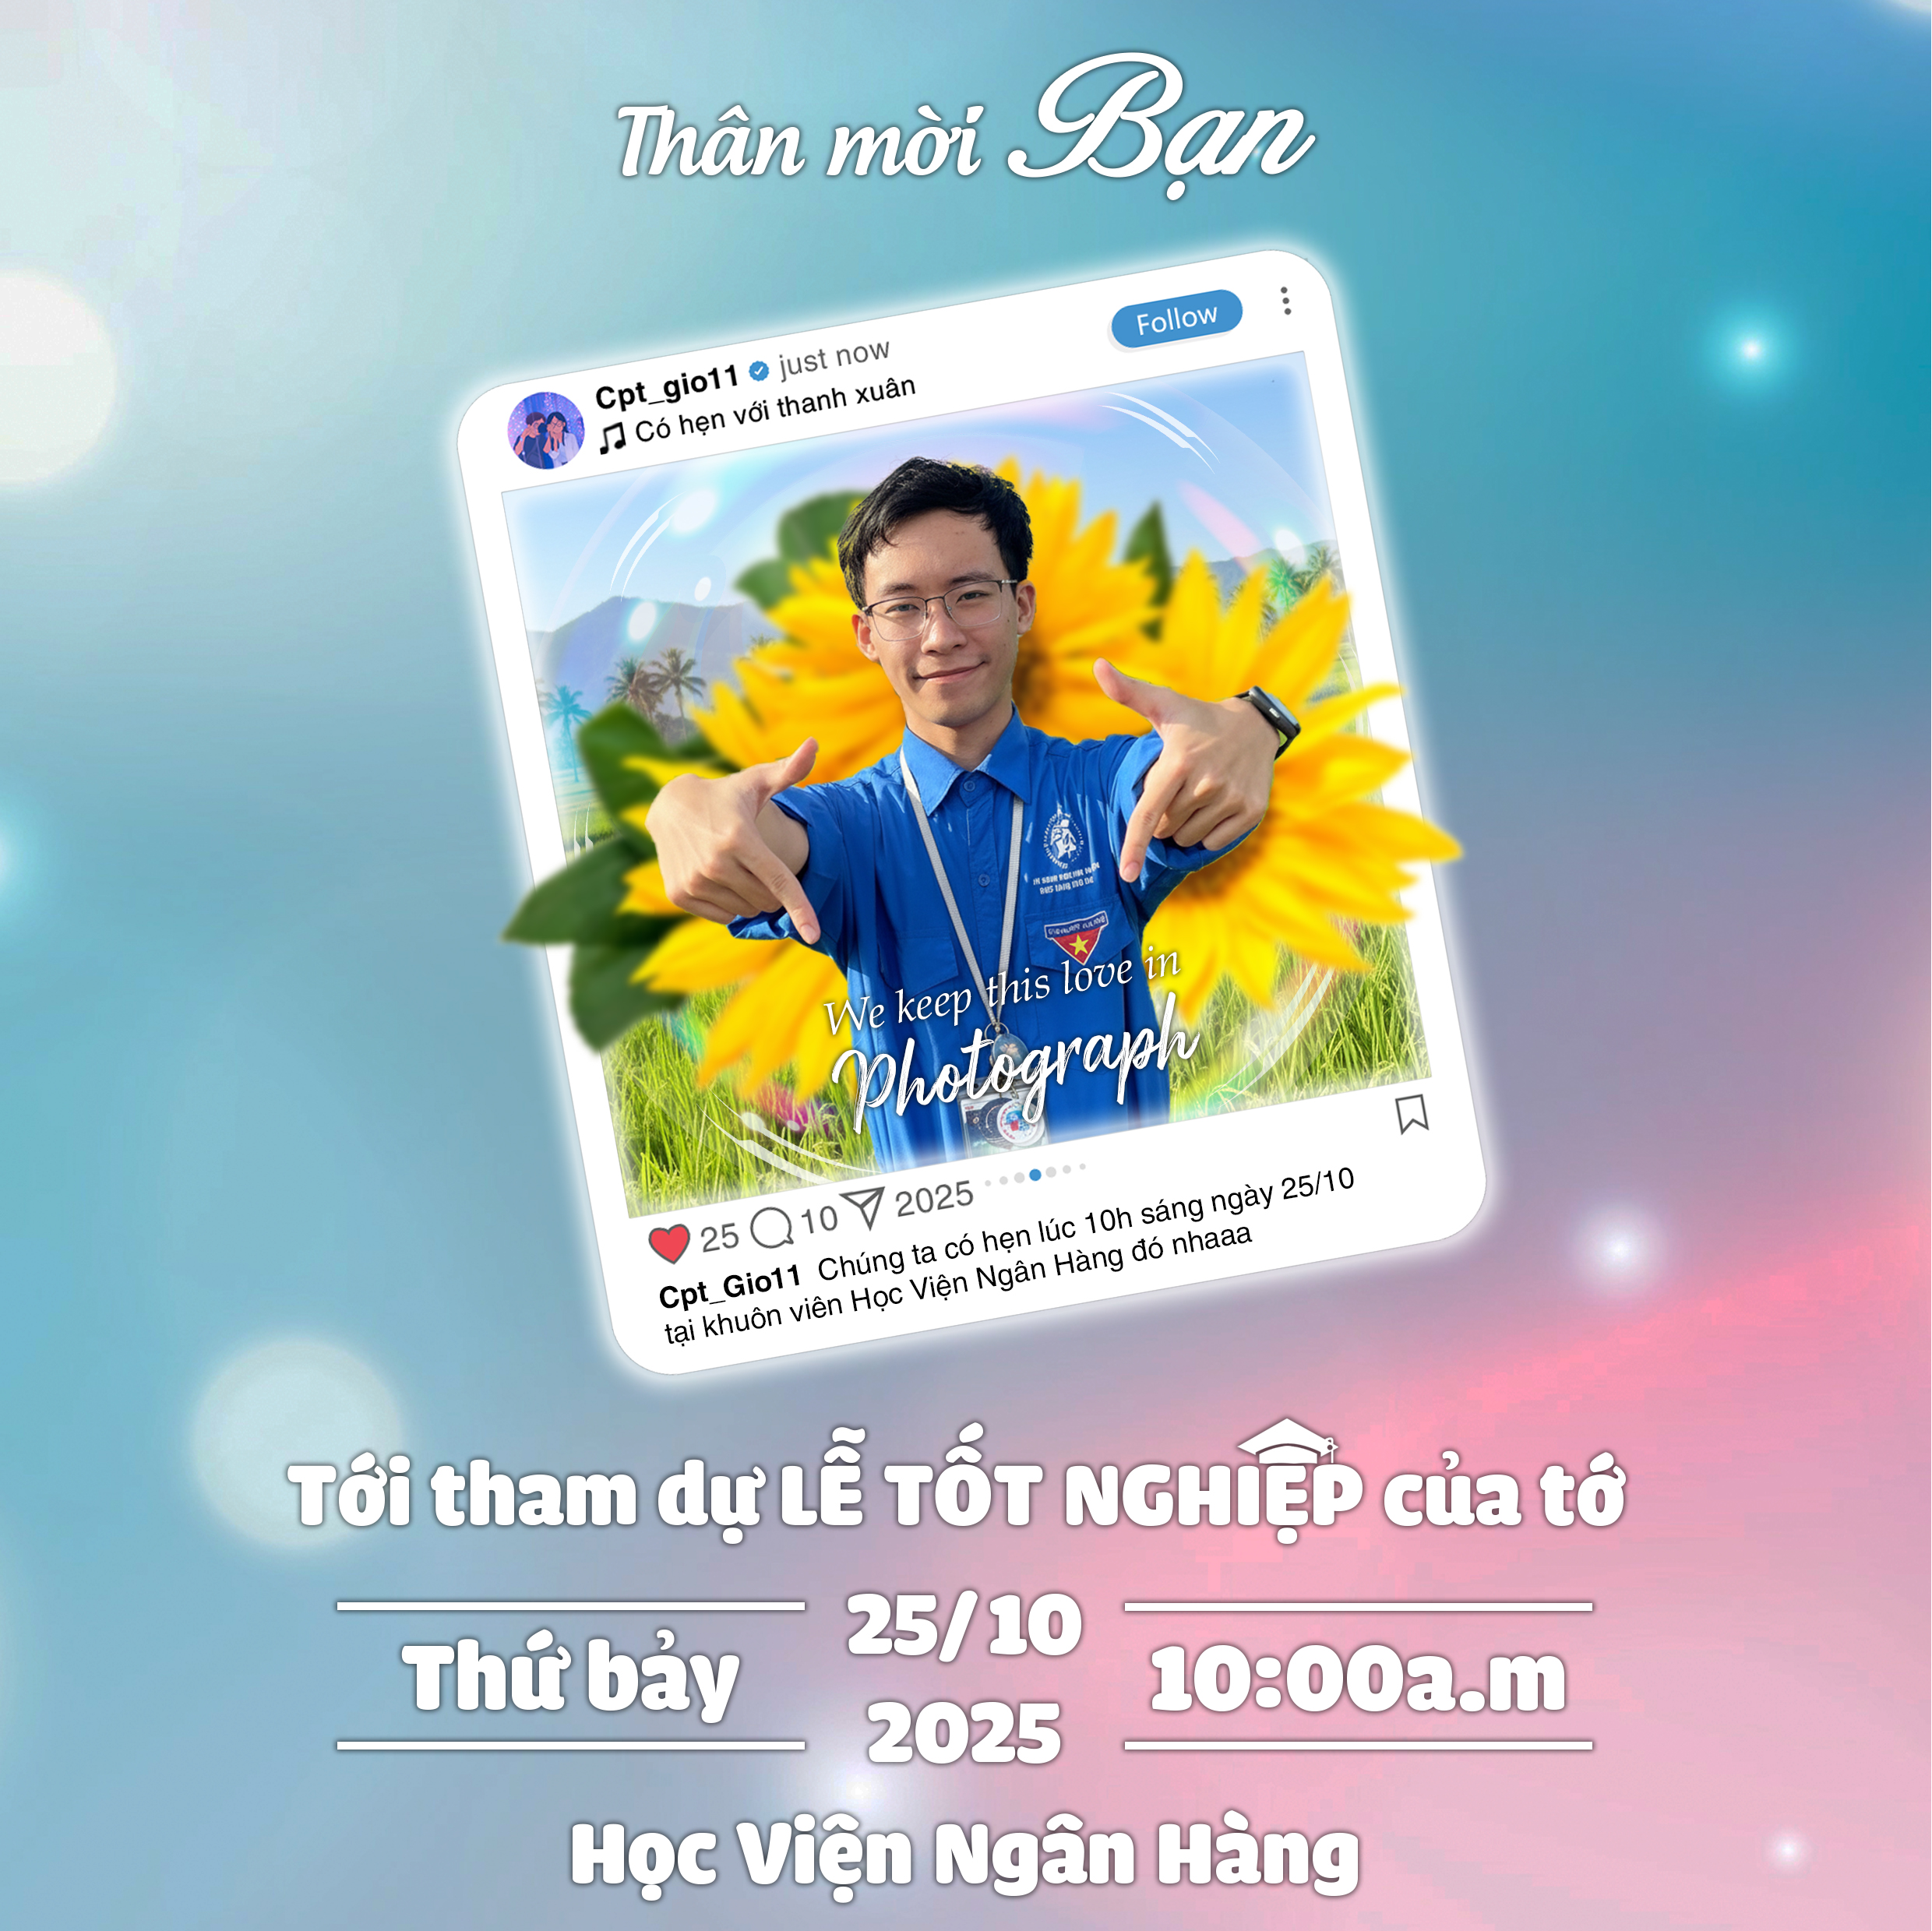 Thân mời Bạn
Cpt_gio11 just now
Follow
Có hẹn với thanh xuân
We keep this love in
Photograph
25 10 2025
Cpt_Gio11 Chúng ta có hẹn lúc 10h sáng ngày 25/10
tại khuôn viên Học Viện Ngân Hàng đó nhaaa
Tới tham dự LỄ TỐT NGHIỆP của tớ
Thứ bảy
25/10
2025
10:00a.m
Học Viện Ngân Hàng